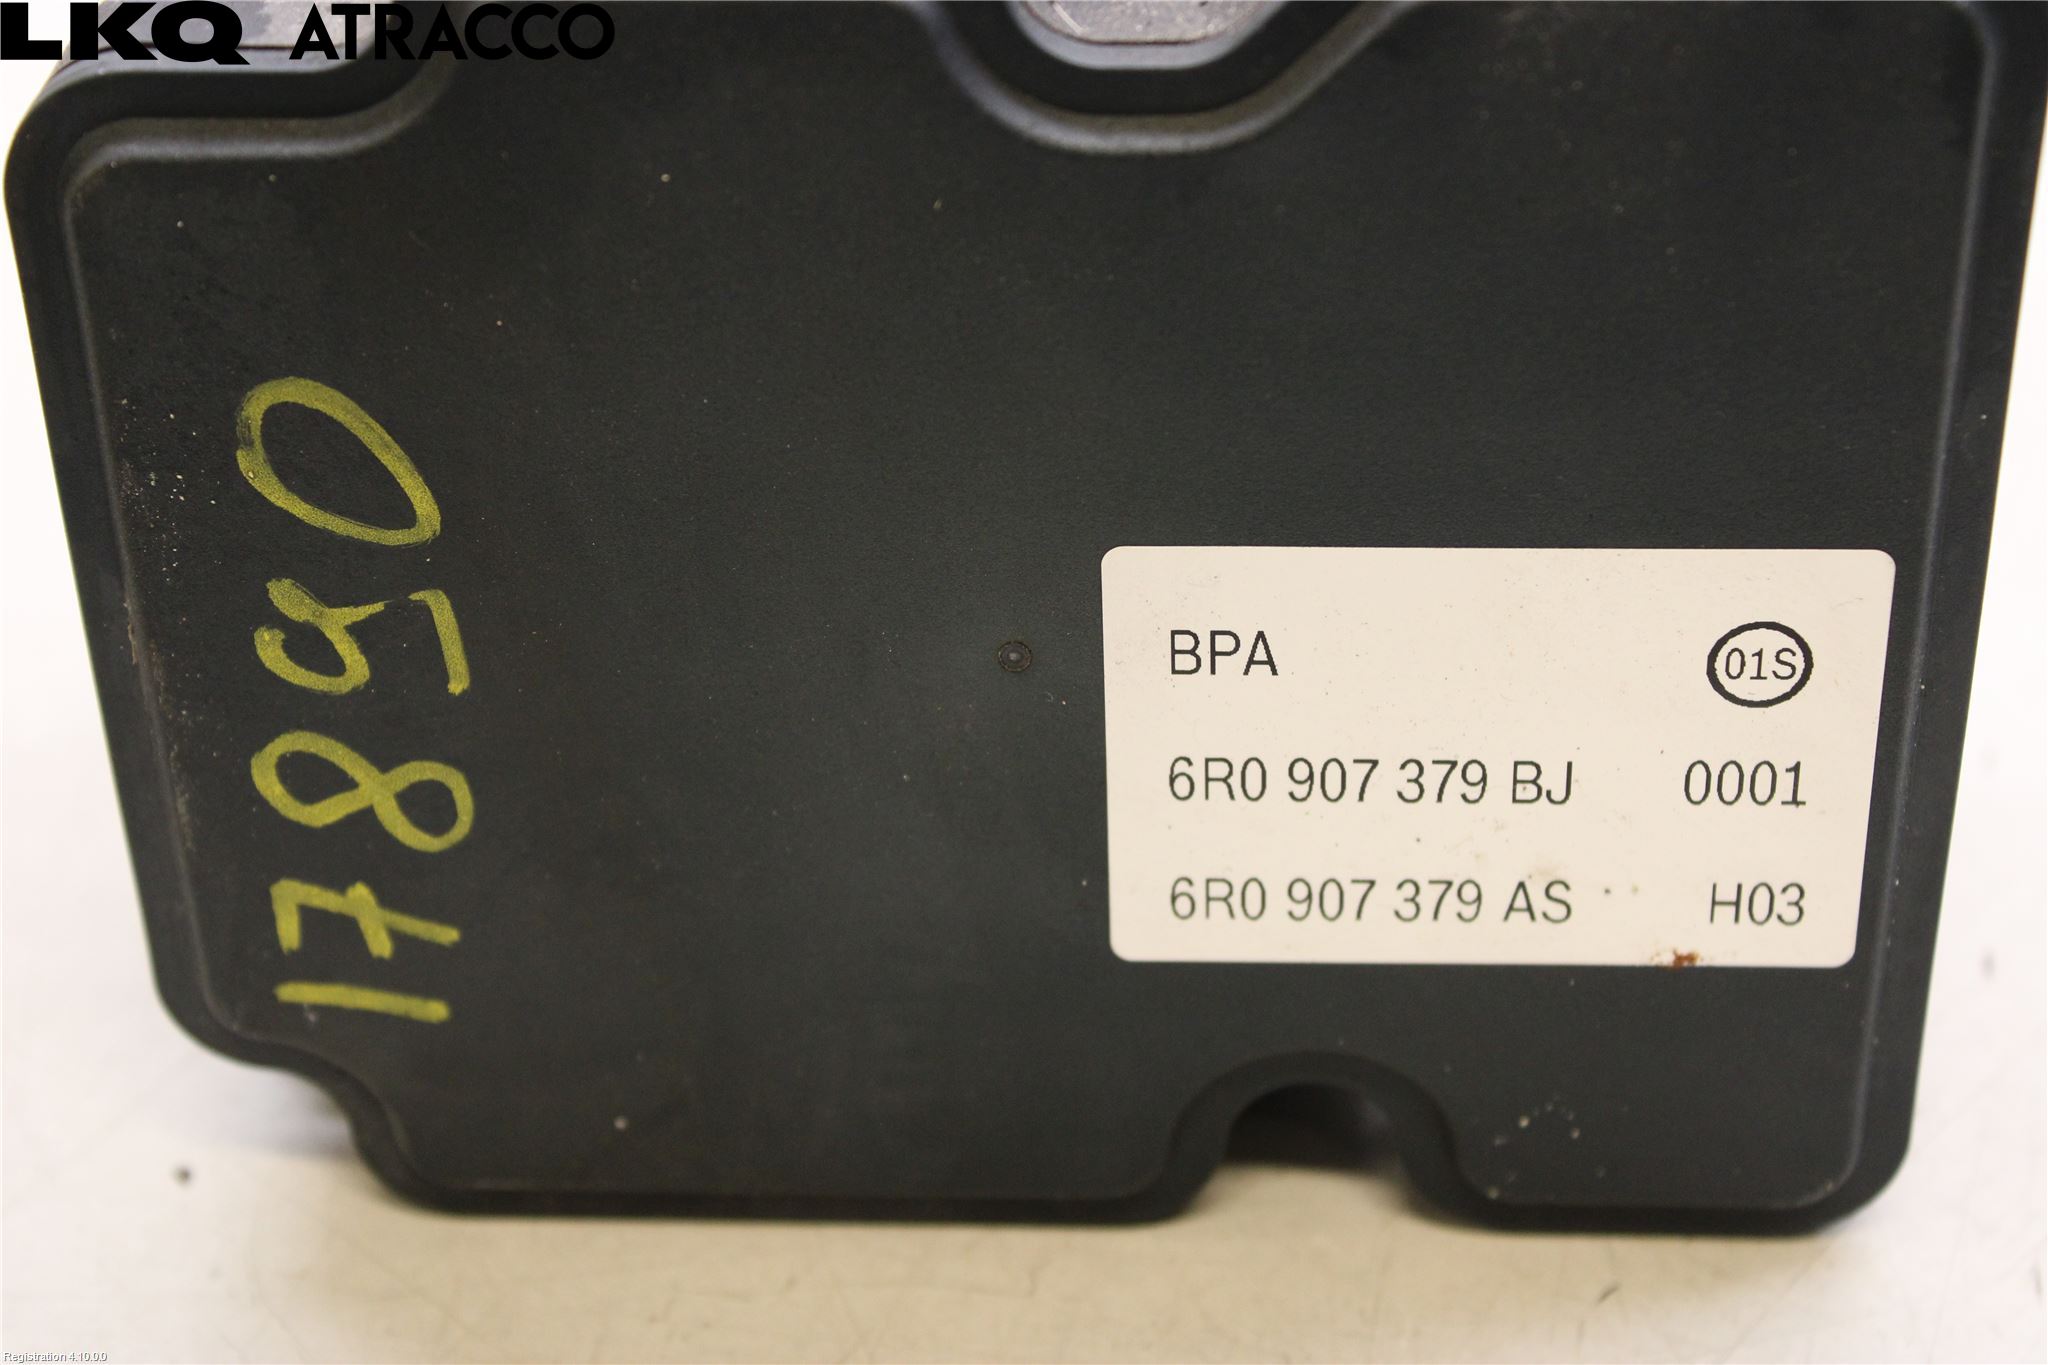 LKQ ATRACCO
17850
BPA 01S
6R0 907 379 BJ 0001
6R0 907 379 AS H03
Registration 4.10.0.0